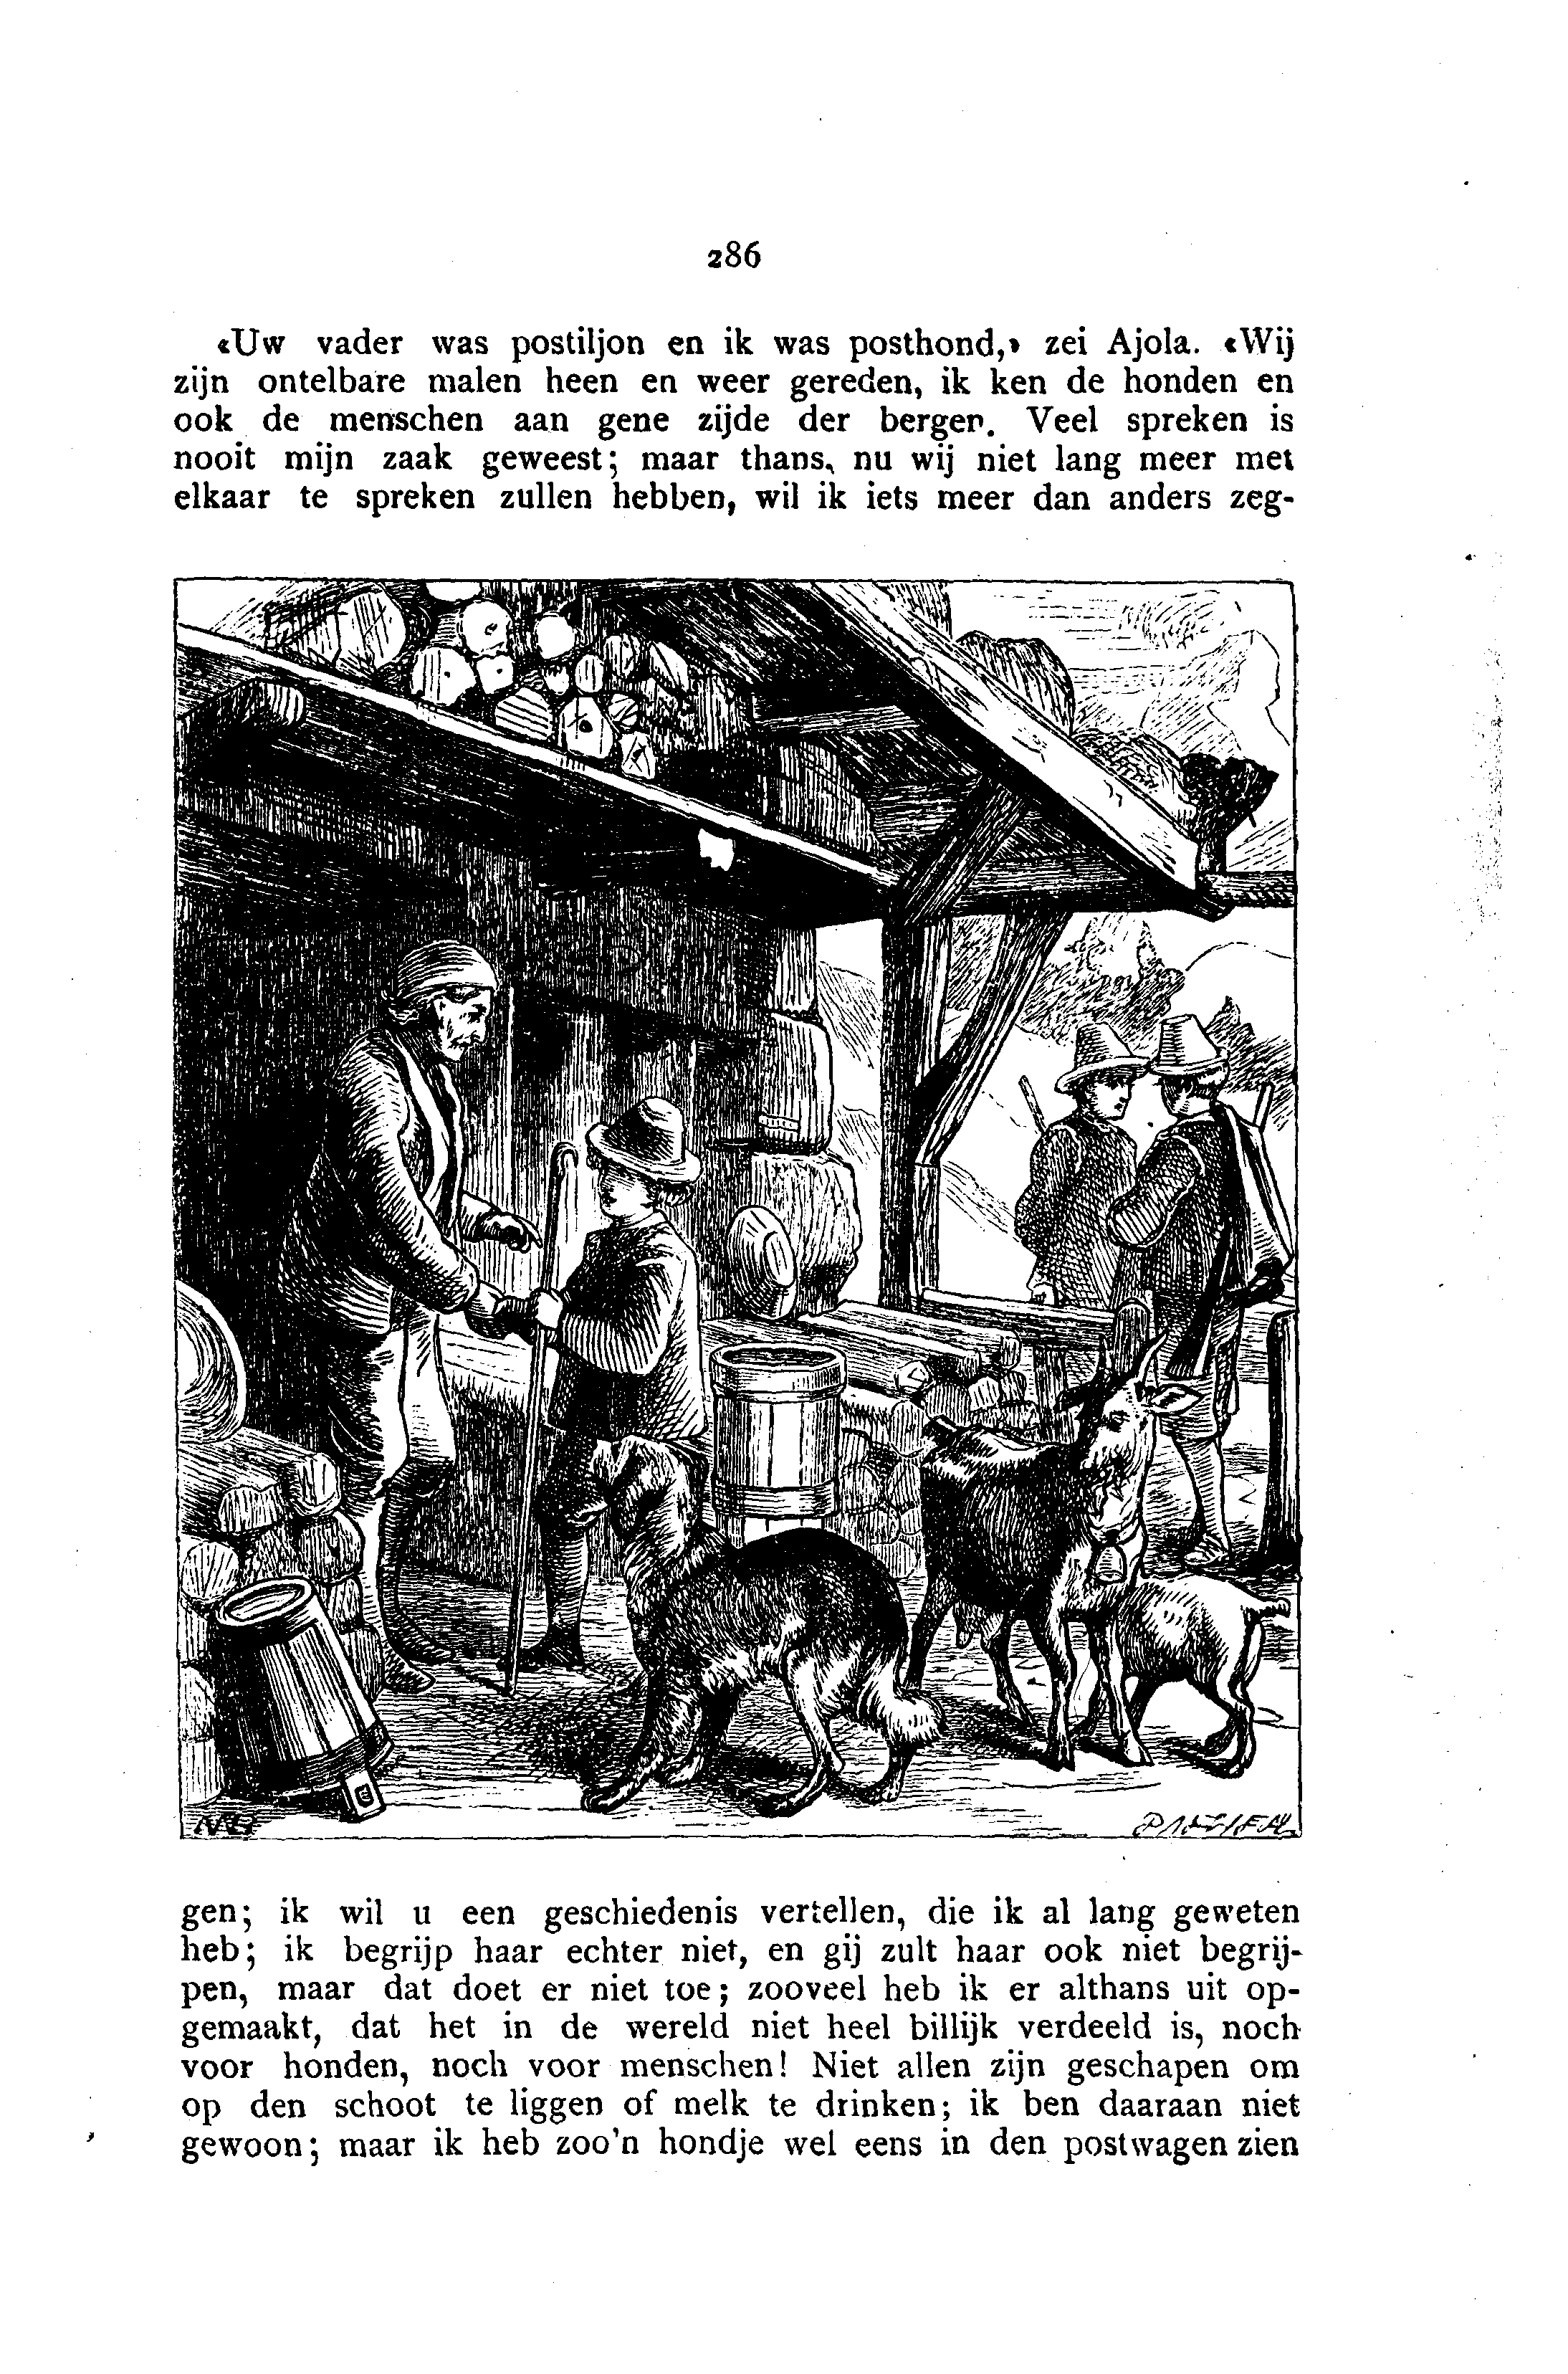 286
«Uw vader was postiljon en ik was posthond,» zei Ajola. «Wij
zijn ontelbare malen heen en weer gereden, ik ken de honden en
ook de menschen aan gene zijde der bergen. Veel spreken is
nooit mijn zaak geweest; maar thans, nu wij niet lang meer met
elkaar te spreken zullen hebben, wil ik iets meer dan anders zeg-
gen; ik wil u een geschiedenis vertellen, die ik al lang geweten
heb; ik begrijp haar echter niet, en gij zult haar ook niet begrij-
pen, maar dat doet er niet toe; zooveel heb ik er althans uit op-
gemaakt, dat het in de wereld niet heel billijk verdeeld is, noch
voor honden, noch voor menschen! Niet allen zijn geschapen om
op den schoot te liggen of melk te drinken; ik ben daaraan niet
gewoon; maar ik heb zoo'n hondje wel eens in den postwagen zien